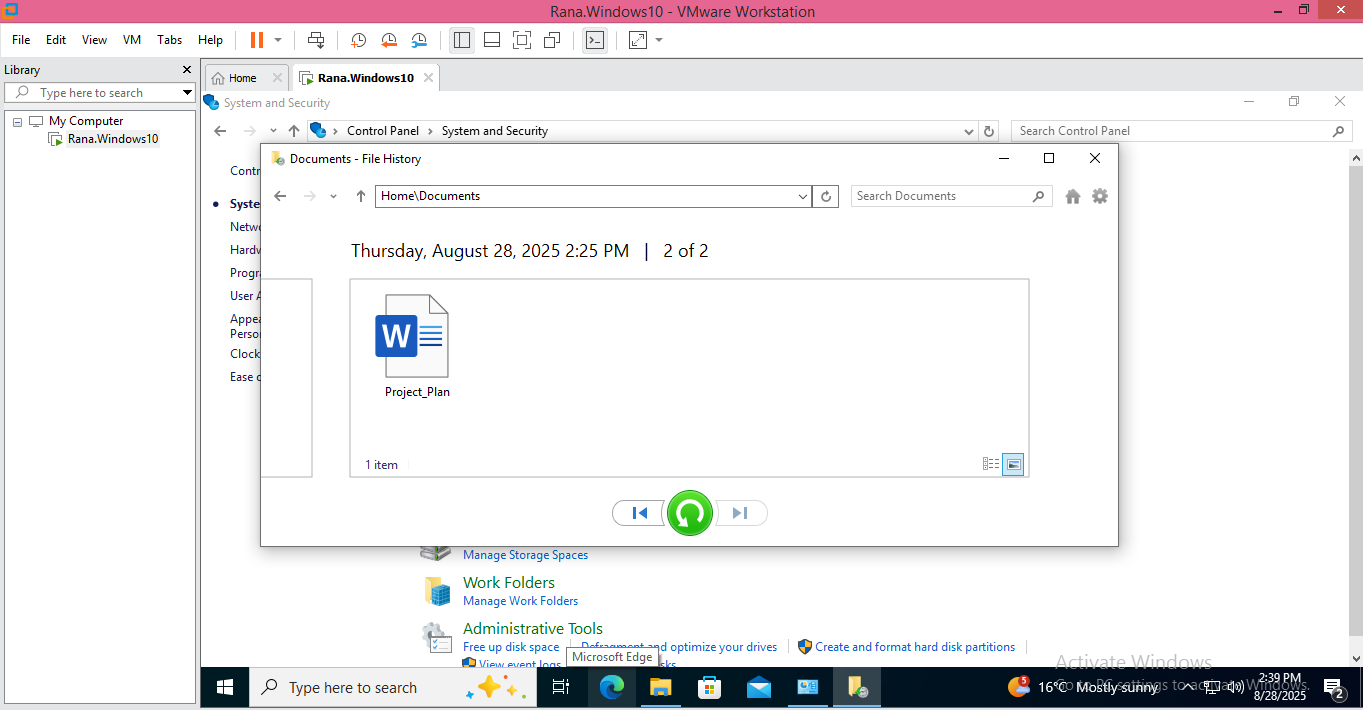 Rana.Windows10 - VMware Workstation
File Edit View VM Tabs Help
Library
Type here to search
My Computer
Rana.Windows10
Home
Rana.Windows10
System and Security
Control Panel System and Security
Search Control Panel
Documents - File History
Home\Documents
Search Documents
Thursday, August 28, 2025 2:25 PM | 2 of 2
W
Project_Plan
1 item
Contr
Syste
Netwo
Hardw
Progra
User A
Appea
Perso
Clock
Ease o
Manage Storage Spaces
Work Folders
Manage Work Folders
Administrative Tools
Free up disk space Defragment and optimize your drives Create and format hard disk partitions
View event logs
Microsoft Edge
Activate Windows
Go to PC settings to activate Windows.
Type here to search
5
16°C Mostly sunny
2:39 PM
8/28/2025
2